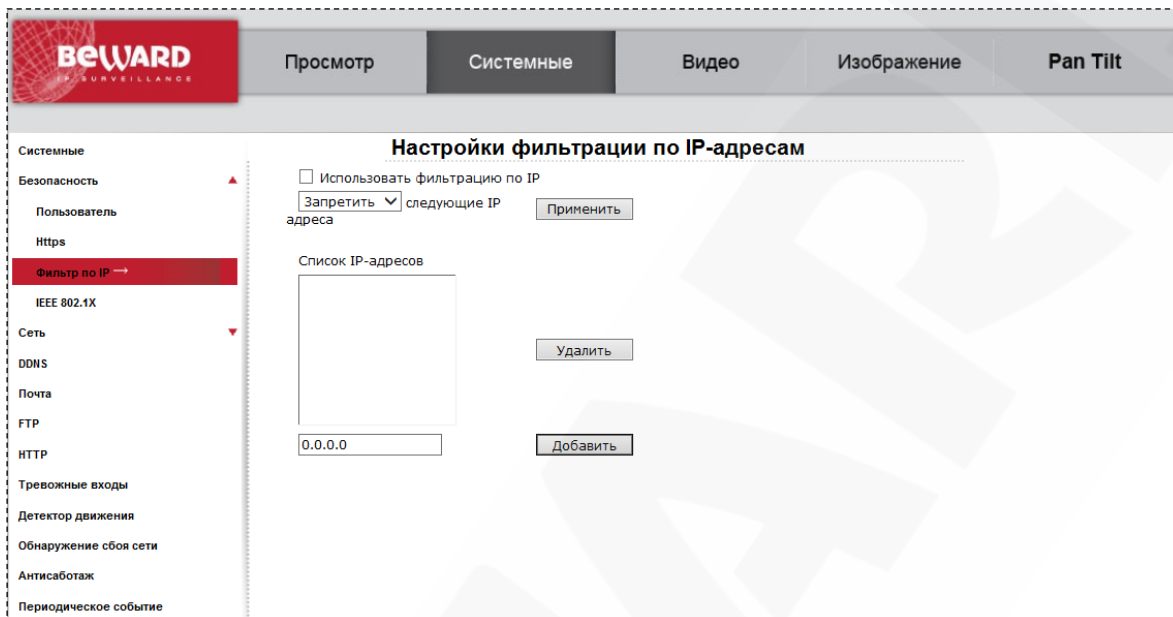 BEWARD
IP SURVEILLANCE
Просмотр
Системные
Видео
Изображение
Pan Tilt
Системные
Безопасность
Пользователь
Https
Фильтр по IP →
IEEE 802.1X
Сеть
DDNS
Почта
FTP
HTTP
Тревожные входы
Детектор движения
Обнаружение сбоя сети
Антисаботаж
Периодическое событие
Настройки фильтрации по IP-адресам
Использовать фильтрацию по IP
Запретить следующие IP
адреса
Применить
Список IP-адресов
Удалить
0.0.0.0
Добавить